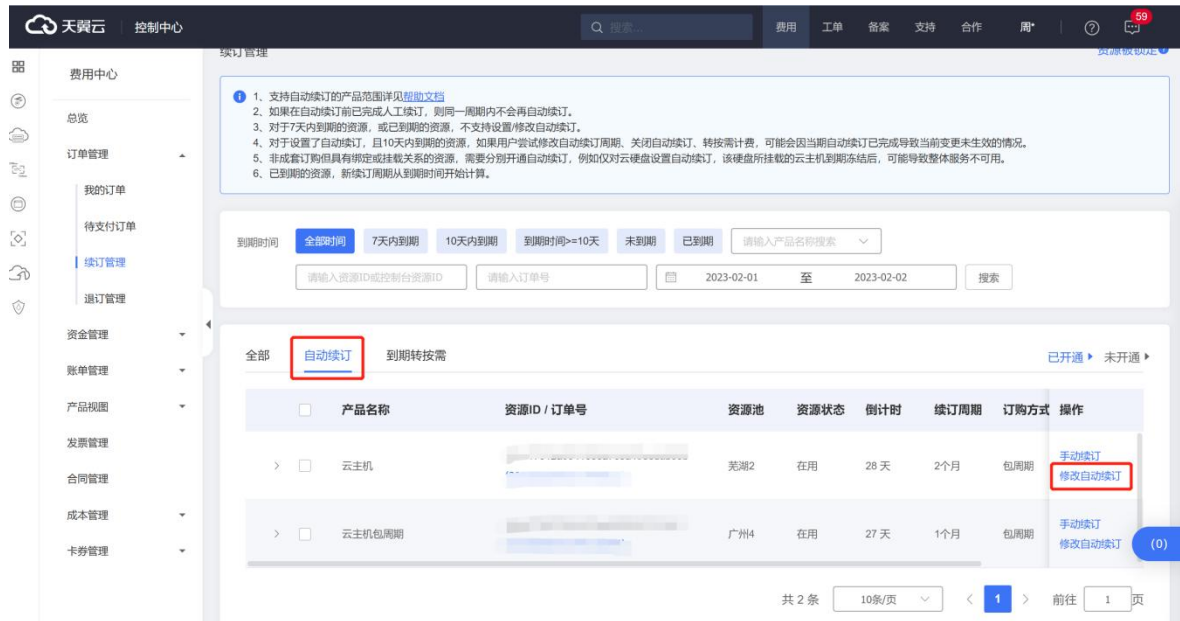 天翼云 控制中心 搜索... 费用 工单 备案 支持 合作 周* 59
费用中心
总览
订单管理
我的订单
待支付订单
续订管理
退订管理
资金管理
账单管理
产品视图
发票管理
合同管理
成本管理
卡券管理
续订管理 资源被锁定
1、支持自动续订的产品范围详见帮助文档
2、如果在自动续订前已完成人工续订，则同一周期内不会再自动续订。
3、对于7天内到期的资源，或已到期的资源，不支持设置/修改自动续订。
4、对于设置了自动续订，且10天内到期的资源，如果用户尝试修改自动续订周期、关闭自动续订、转按需计费，可能会因当期自动续订已完成导致当前变更未生效的情况。
5、非成套订购但具有绑定或挂载关系的资源，需要分别开通自动续订，例如仅对云硬盘设置自动续订，该硬盘所挂载的云主机到期冻结后，可能导致整体服务不可用。
6、已到期的资源，新续订周期从到期时间开始计算。
到期时间 全部时间 7天内到期 10天内到期 到期时间>=10天 未到期 已到期 请输入产品名称搜索
请输入资源ID或控制台资源ID 请输入订单号 2023-02-01 至 2023-02-02 搜索
全部 自动续订 到期转按需 已开通 未开通
产品名称 资源ID / 订单号 资源池 资源状态 倒计时 续订周期 订购方式 操作
云主机 芜湖2 在用 28 天 2个月 包周期 手动续订
修改自动续订
云主机包周期 广州4 在用 27 天 1个月 包周期 手动续订
修改自动续订
(0)
共 2 条 10条/页 1 前往 1 页